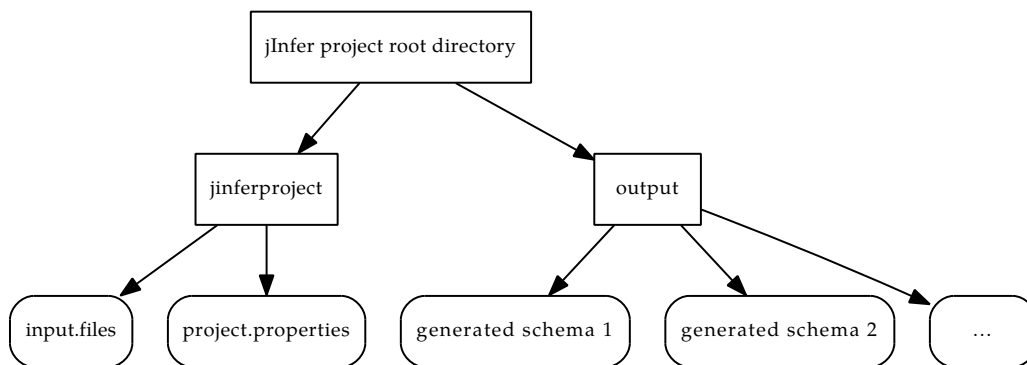 jInfer project root directory
jinferproject
output
input.files
project.properties
generated schema 1
generated schema 2
...